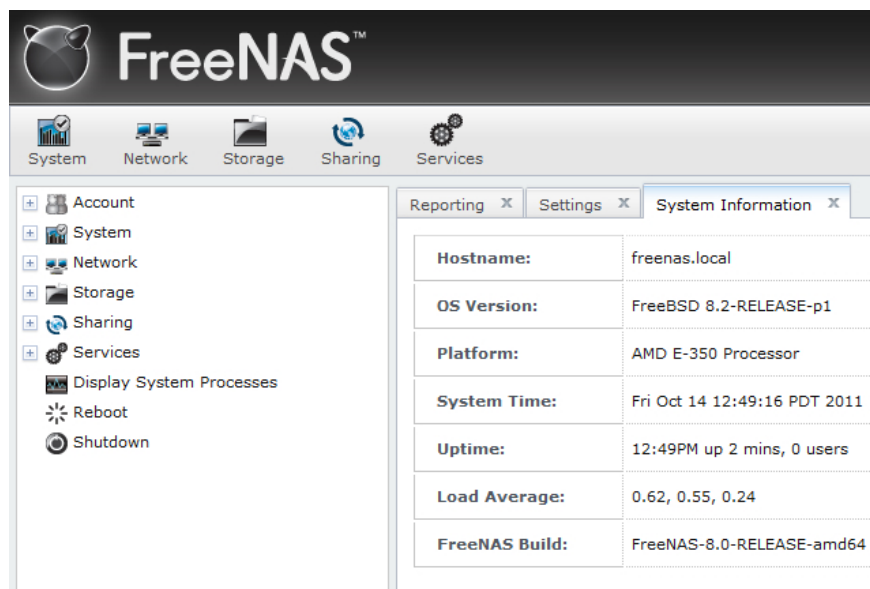 FreeNAS™
System Network Storage Sharing Services
Account
System
Network
Storage
Sharing
Services
Display System Processes
Reboot
Shutdown
Reporting X Settings X System Information X
Hostname: freenas.local
OS Version: FreeBSD 8.2-RELEASE-p1
Platform: AMD E-350 Processor
System Time: Fri Oct 14 12:49:16 PDT 2011
Uptime: 12:49PM up 2 mins, 0 users
Load Average: 0.62, 0.55, 0.24
FreeNAS Build: FreeNAS-8.0-RELEASE-amd64